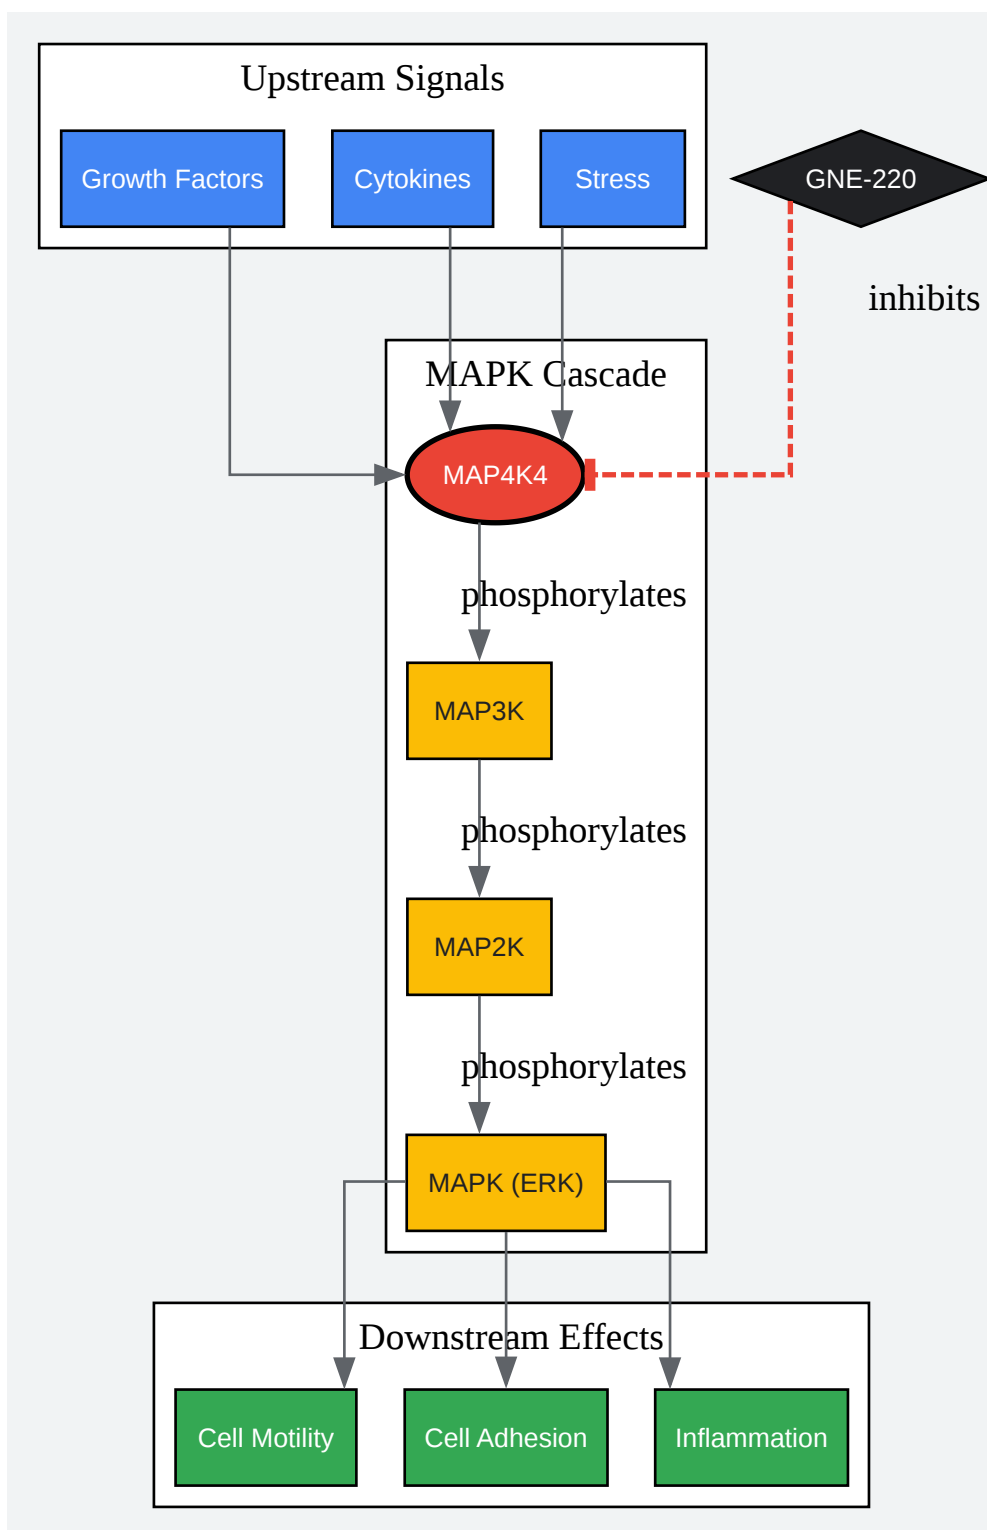 Upstream Signals
Growth Factors
Cytokines
Stress
GNE-220
inhibits
MAPK Cascade
MAP4K4
phosphorylates
MAP3K
phosphorylates
MAP2K
phosphorylates
MAPK (ERK)
Downstream Effects
Cell Motility
Cell Adhesion
Inflammation